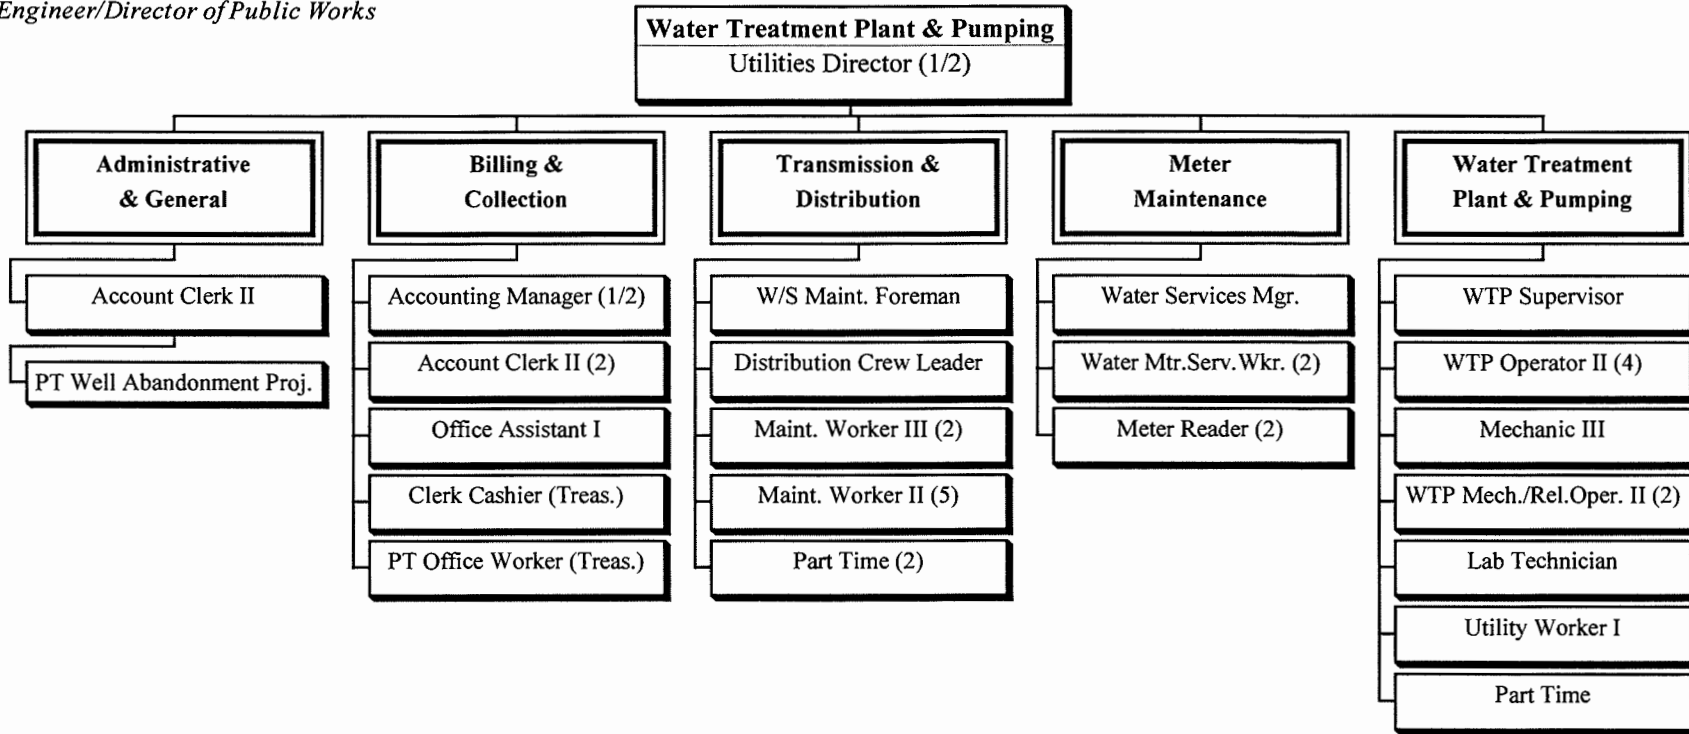 Engineer/Director of Public Works
Water Treatment Plant & Pumping
Utilities Director (1/2)
Administrative
& General
Account Clerk II
PT Well Abandonment Proj.
Billing &
Collection
Accounting Manager (1/2)
Account Clerk II (2)
Office Assistant I
Clerk Cashier (Treas.)
PT Office Worker (Treas.)
Transmission &
Distribution
W/S Maint. Foreman
Distribution Crew Leader
Maint. Worker III (2)
Maint. Worker II (5)
Part Time (2)
Meter
Maintenance
Water Services Mgr.
Water Mtr.Serv.Wkr. (2)
Meter Reader (2)
Water Treatment
Plant & Pumping
WTP Supervisor
WTP Operator II (4)
Mechanic III
WTP Mech./Rel.Oper. II (2)
Lab Technician
Utility Worker I
Part Time